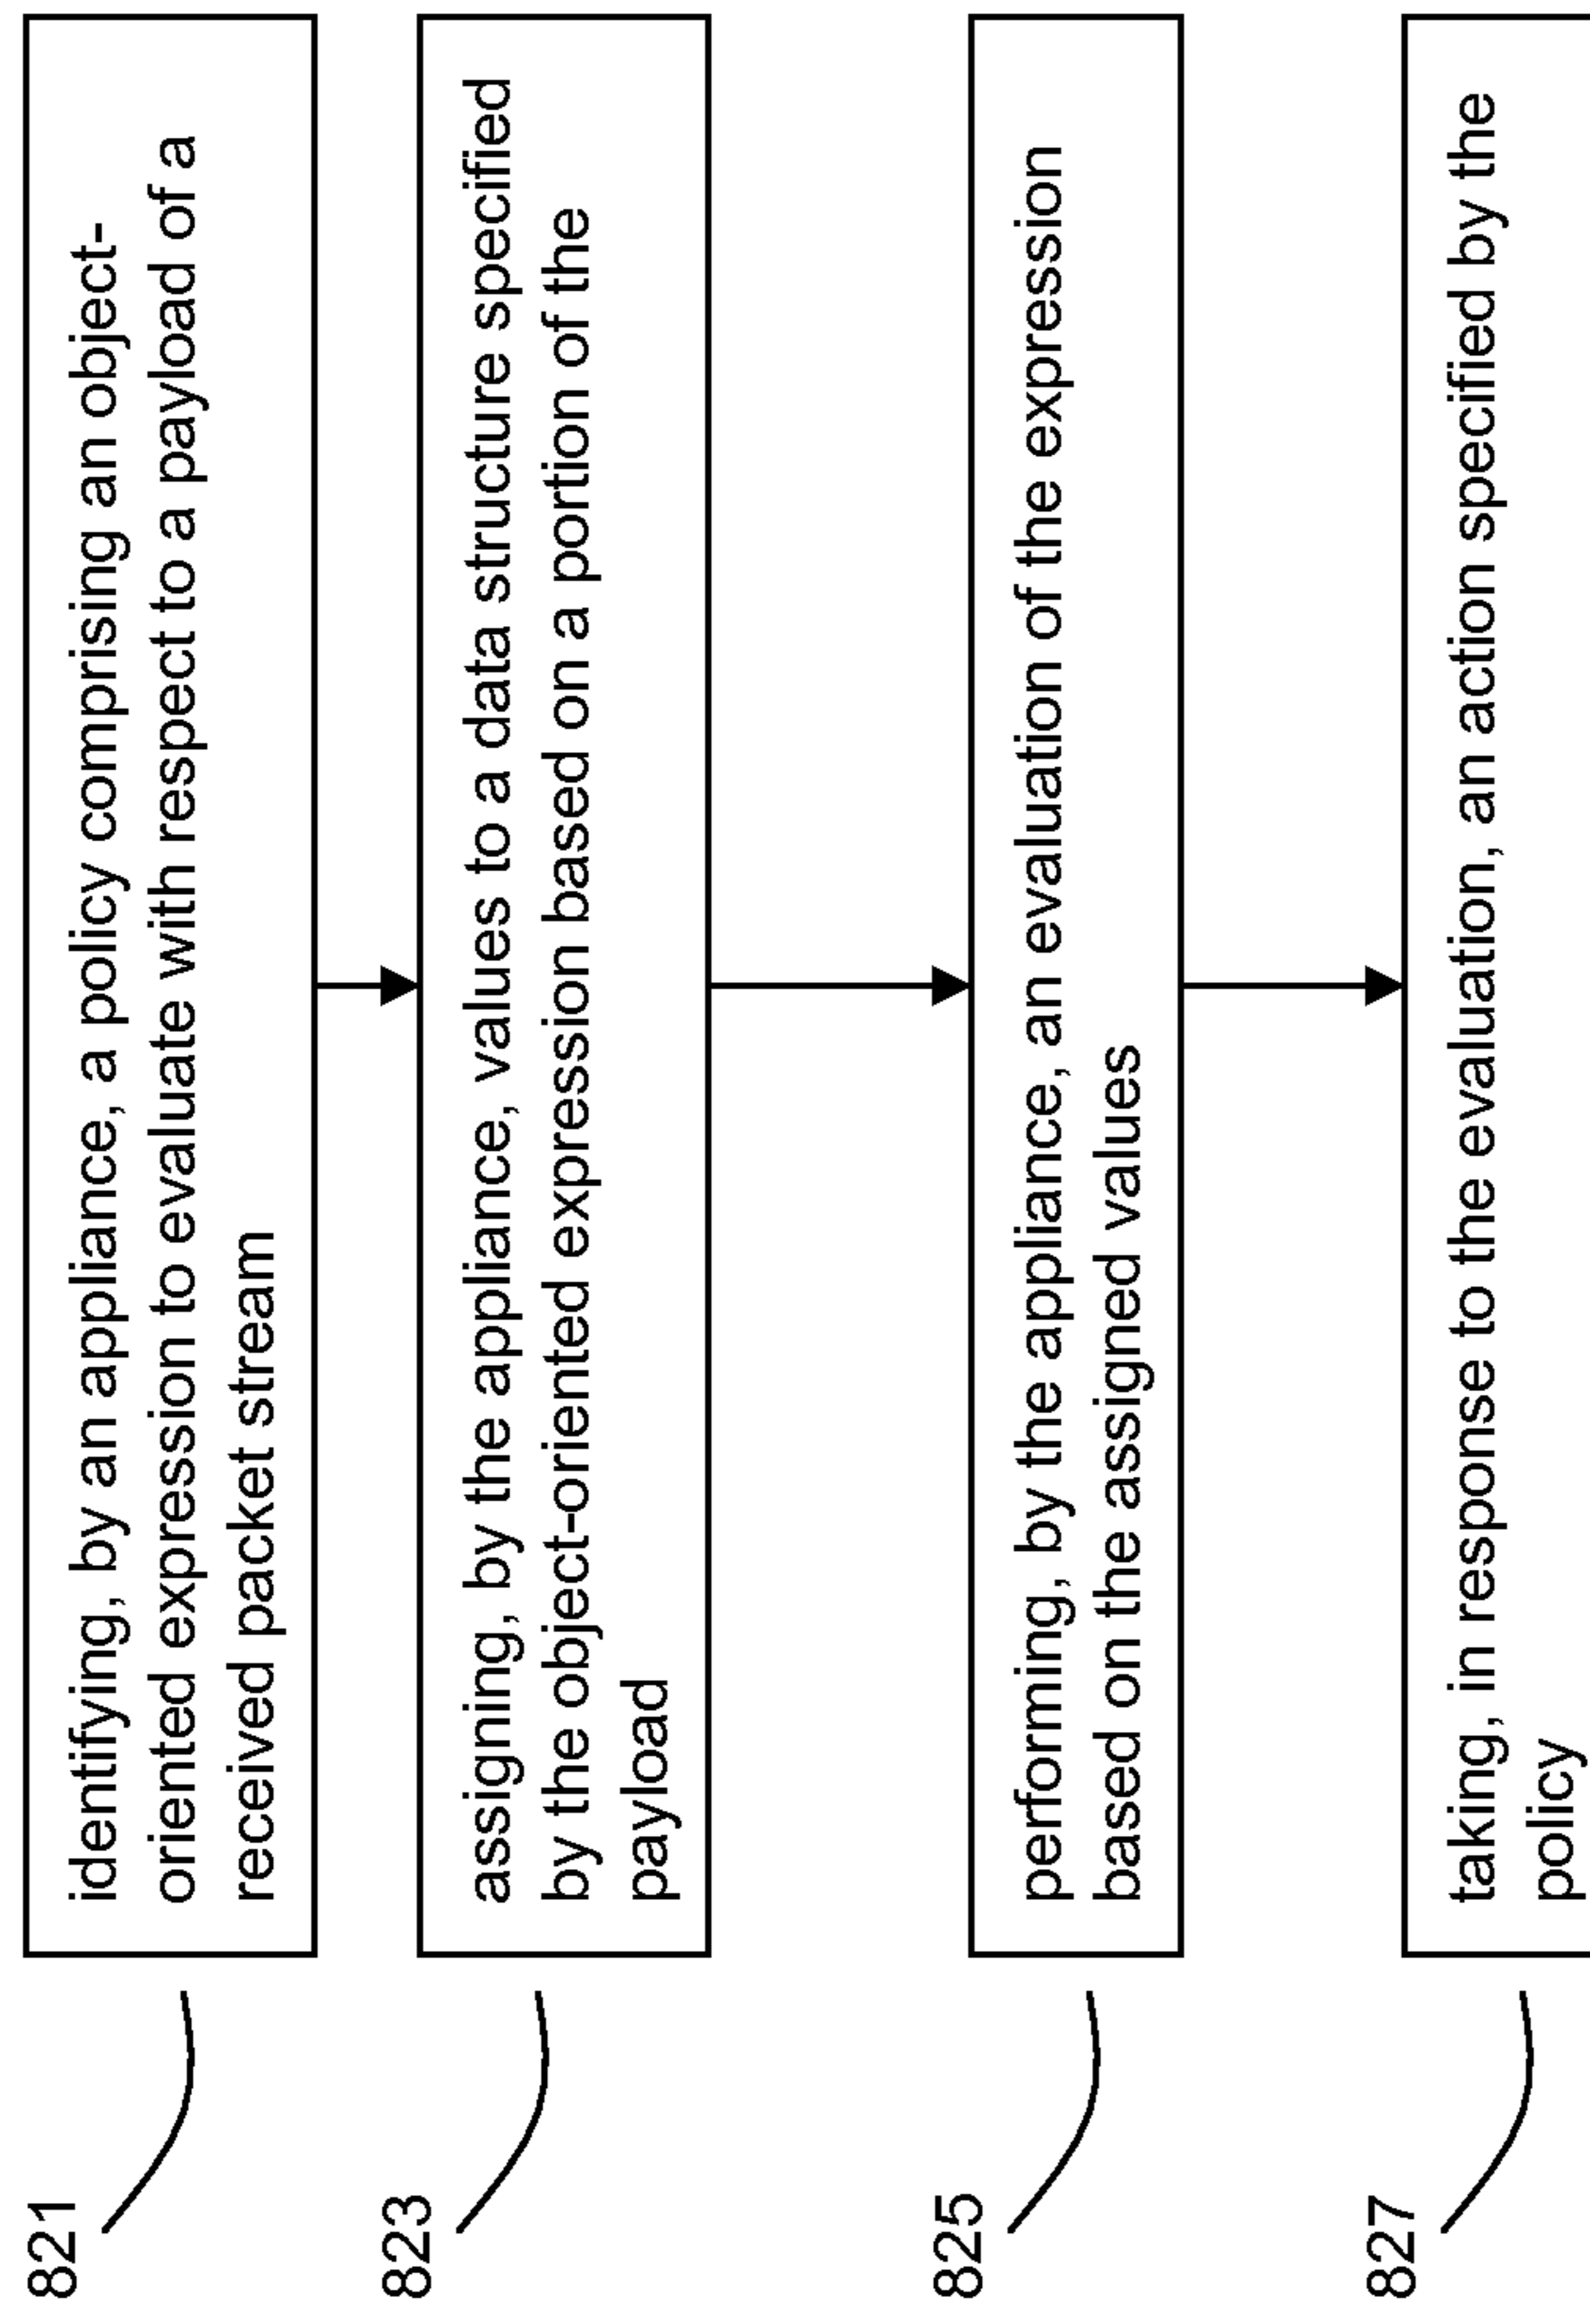 821
identifying, by an appliance, a policy comprising an object-
oriented expression to evaluate with respect to a payload of a
received packet stream
823
assigning, by the appliance, values to a data structure specified
by the object-oriented expression based on a portion of the
payload
825
performing, by the appliance, an evaluation of the expression
based on the assigned values
827
taking, in response to the evaluation, an action specified by the
policy